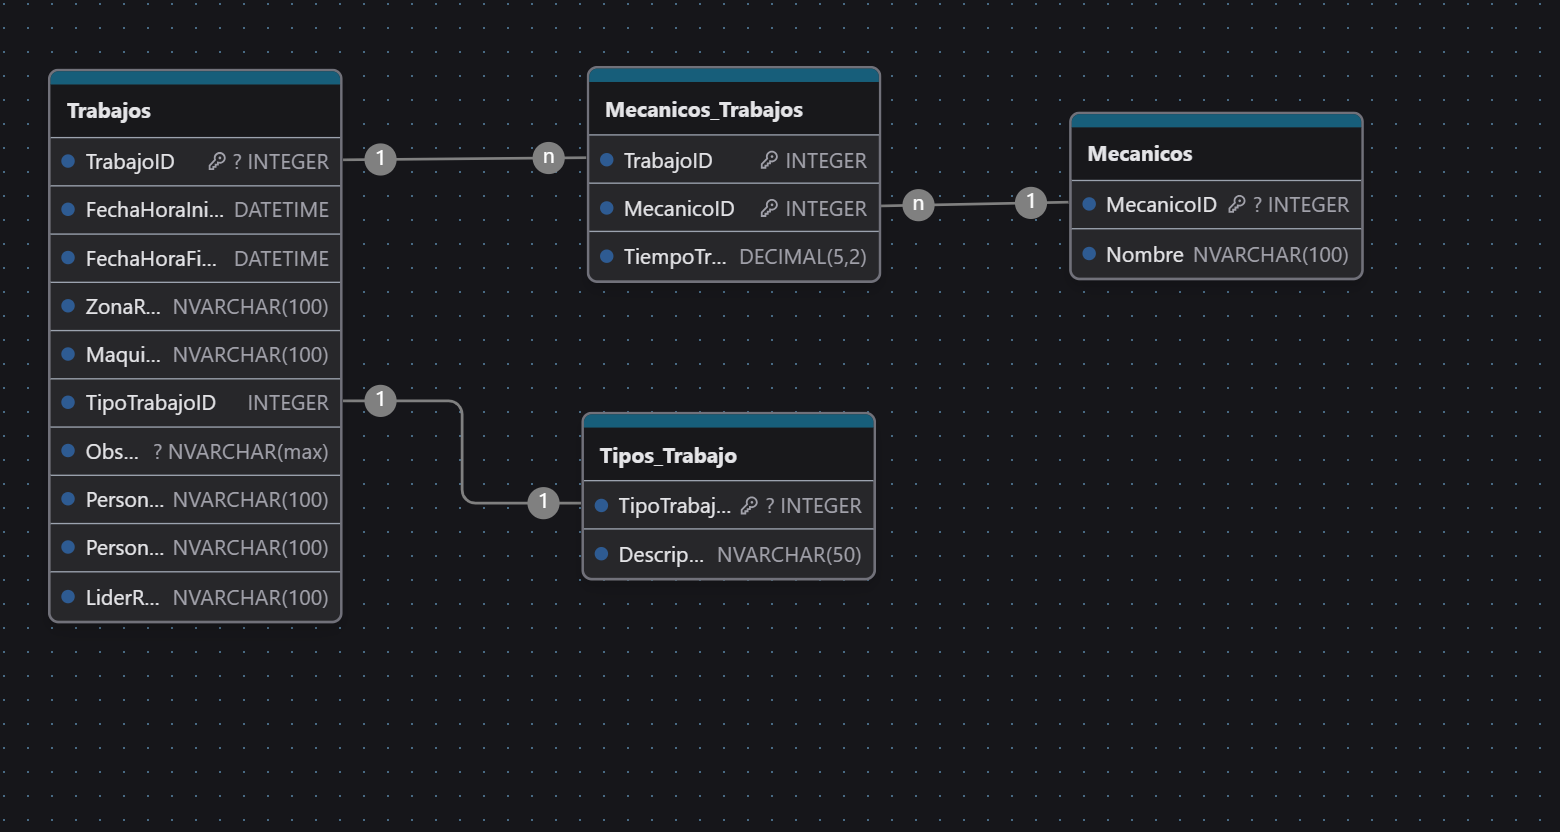 Trabajos
TrabajoID ? INTEGER
FechaHoraIni... DATETIME
FechaHoraFi... DATETIME
ZonaR... NVARCHAR(100)
Maqui... NVARCHAR(100)
TipoTrabajoID INTEGER
Obs... ? NVARCHAR(max)
Person... NVARCHAR(100)
Person... NVARCHAR(100)
LiderR... NVARCHAR(100)
1
n
Mecanicos_Trabajos
TrabajoID INTEGER
MecanicoID INTEGER
TiempoTr... DECIMAL(5,2)
n
1
Mecanicos
MecanicoID ? INTEGER
Nombre NVARCHAR(100)
1
1
Tipos_Trabajo
TipoTrabaj... ? INTEGER
Descrip... NVARCHAR(50)